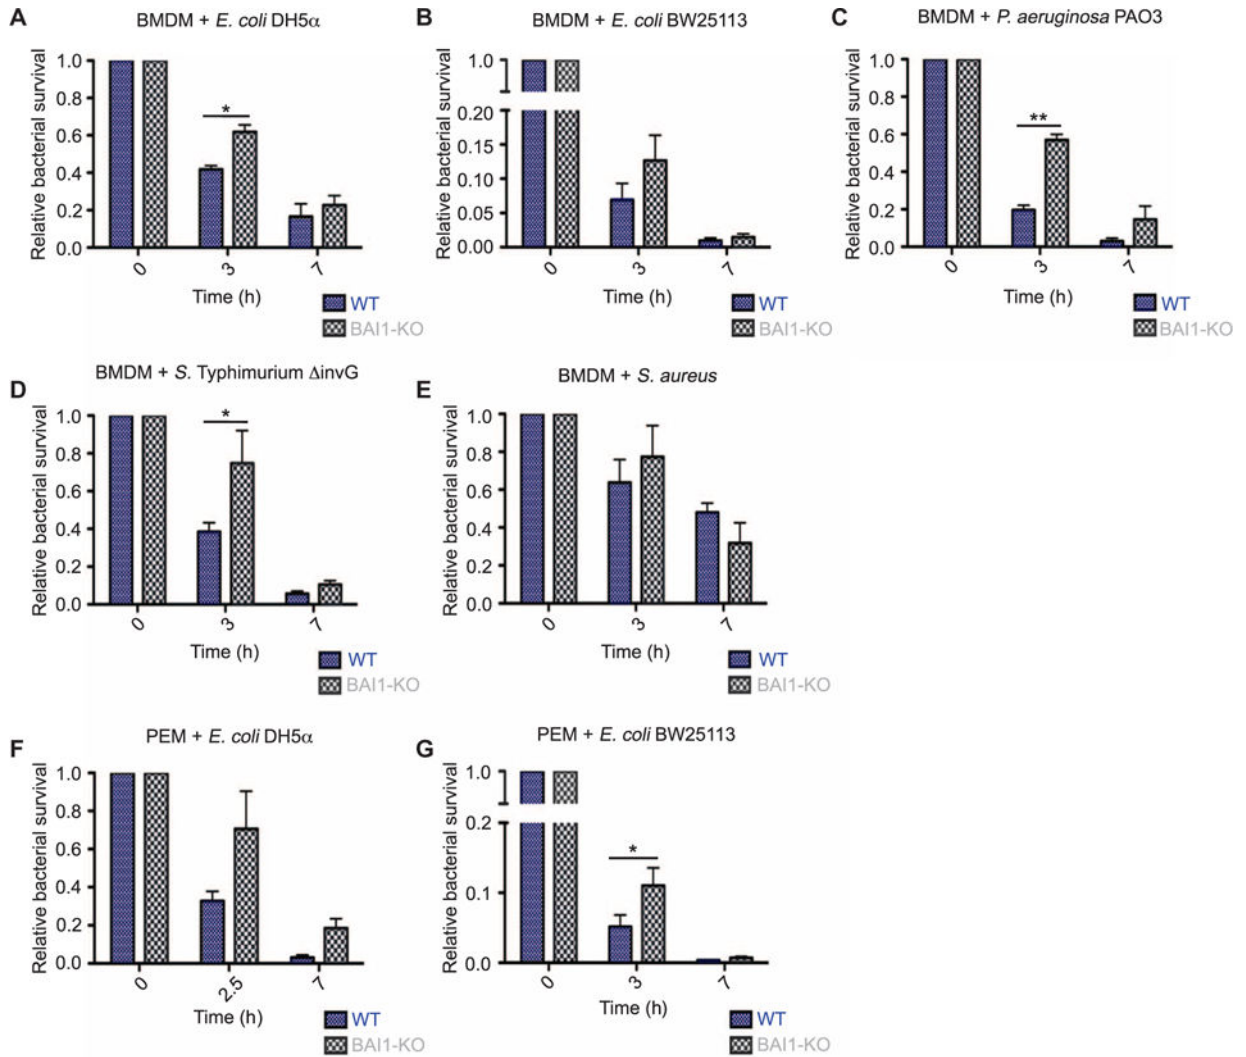 A
BMDM + E. coli DH5α
Relative bacterial survival
1.0
0.8
0.6
0.4
0.2
0.0
*
0
3
7
Time (h)
WT
BAI1-KO
B
BMDM + E. coli BW25113
Relative bacterial survival
1.0
0.20
0.15
0.10
0.05
0.00
0
3
7
Time (h)
WT
BAI1-KO
C
BMDM + P. aeruginosa PAO3
Relative bacterial survival
1.0
0.8
0.6
0.4
0.2
0.0
**
0
3
7
Time (h)
WT
BAI1-KO
D
BMDM + S. Typhimurium ΔinvG
Relative bacterial survival
1.0
0.8
0.6
0.4
0.2
0.0
*
0
3
7
Time (h)
WT
BAI1-KO
E
BMDM + S. aureus
Relative bacterial survival
1.0
0.8
0.6
0.4
0.2
0.0
0
3
7
Time (h)
WT
BAI1-KO
F
PEM + E. coli DH5α
Relative bacterial survival
1.0
0.8
0.6
0.4
0.2
0.0
0
2.5
7
Time (h)
WT
BAI1-KO
G
PEM + E. coli BW25113
Relative bacterial survival
1.0
0.2
0.1
0.0
*
0
3
7
Time (h)
WT
BAI1-KO